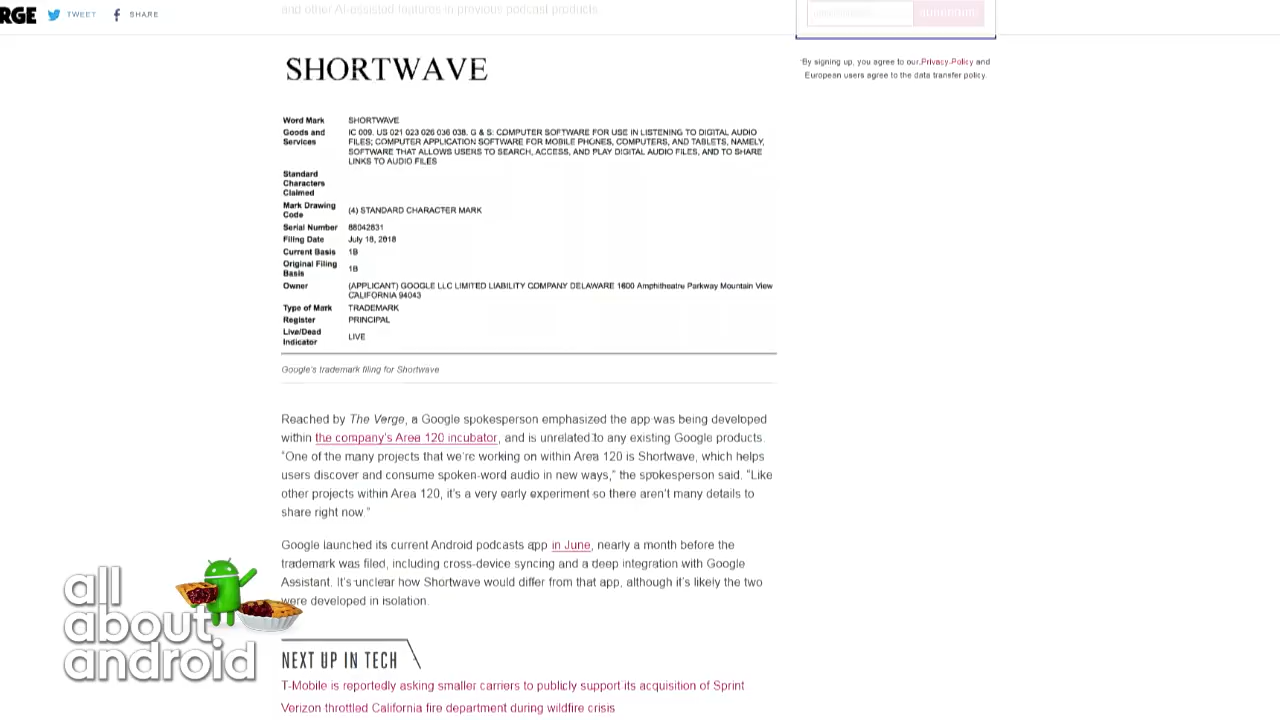 RGE TWEET SHARE
and other AI-assisted features in previous podcast products
SHORTWAVE
*By signing up, you agree to our Privacy Policy and
European users agree to the data transfer policy.
Word Mark SHORTWAVE
Goods and Services IC 009. US 021 023 026 036 038. G & S: COMPUTER SOFTWARE FOR USE IN LISTENING TO DIGITAL AUDIO
FILES; COMPUTER APPLICATION SOFTWARE FOR MOBILE PHONES, COMPUTERS, AND TABLETS, NAMELY,
SOFTWARE THAT ALLOWS USERS TO SEARCH, ACCESS, AND PLAY DIGITAL AUDIO FILES, AND TO SHARE
LINKS TO AUDIO FILES
Standard
Characters
Claimed
Mark Drawing Code (4) STANDARD CHARACTER MARK
Serial Number 88042831
Filing Date July 18, 2018
Current Basis 1B
Original Filing Basis 1B
Owner (APPLICANT) GOOGLE LLC LIMITED LIABILITY COMPANY DELAWARE 1600 Amphitheatre Parkway Mountain View
CALIFORNIA 94043
Type of Mark TRADEMARK
Register PRINCIPAL
Live/Dead Indicator LIVE
Google's trademark filing for Shortwave
Reached by The Verge, a Google spokesperson emphasized the app was being developed
within the company's Area 120 incubator, and is unrelated to any existing Google products.
"One of the many projects that we're working on within Area 120 is Shortwave, which helps
users discover and consume spoken-word audio in new ways," the spokesperson said. "Like
other projects within Area 120, it's a very early experiment so there aren't many details to
share right now."
Google launched its current Android podcasts app in June, nearly a month before the
trademark was filed, including cross-device syncing and a deep integration with Google
Assistant. It's unclear how Shortwave would differ from that app, although it's likely the two
were developed in isolation.
all
about
android
NEXT UP IN TECH
T-Mobile is reportedly asking smaller carriers to publicly support its acquisition of Sprint
Verizon throttled California fire department during wildfire crisis